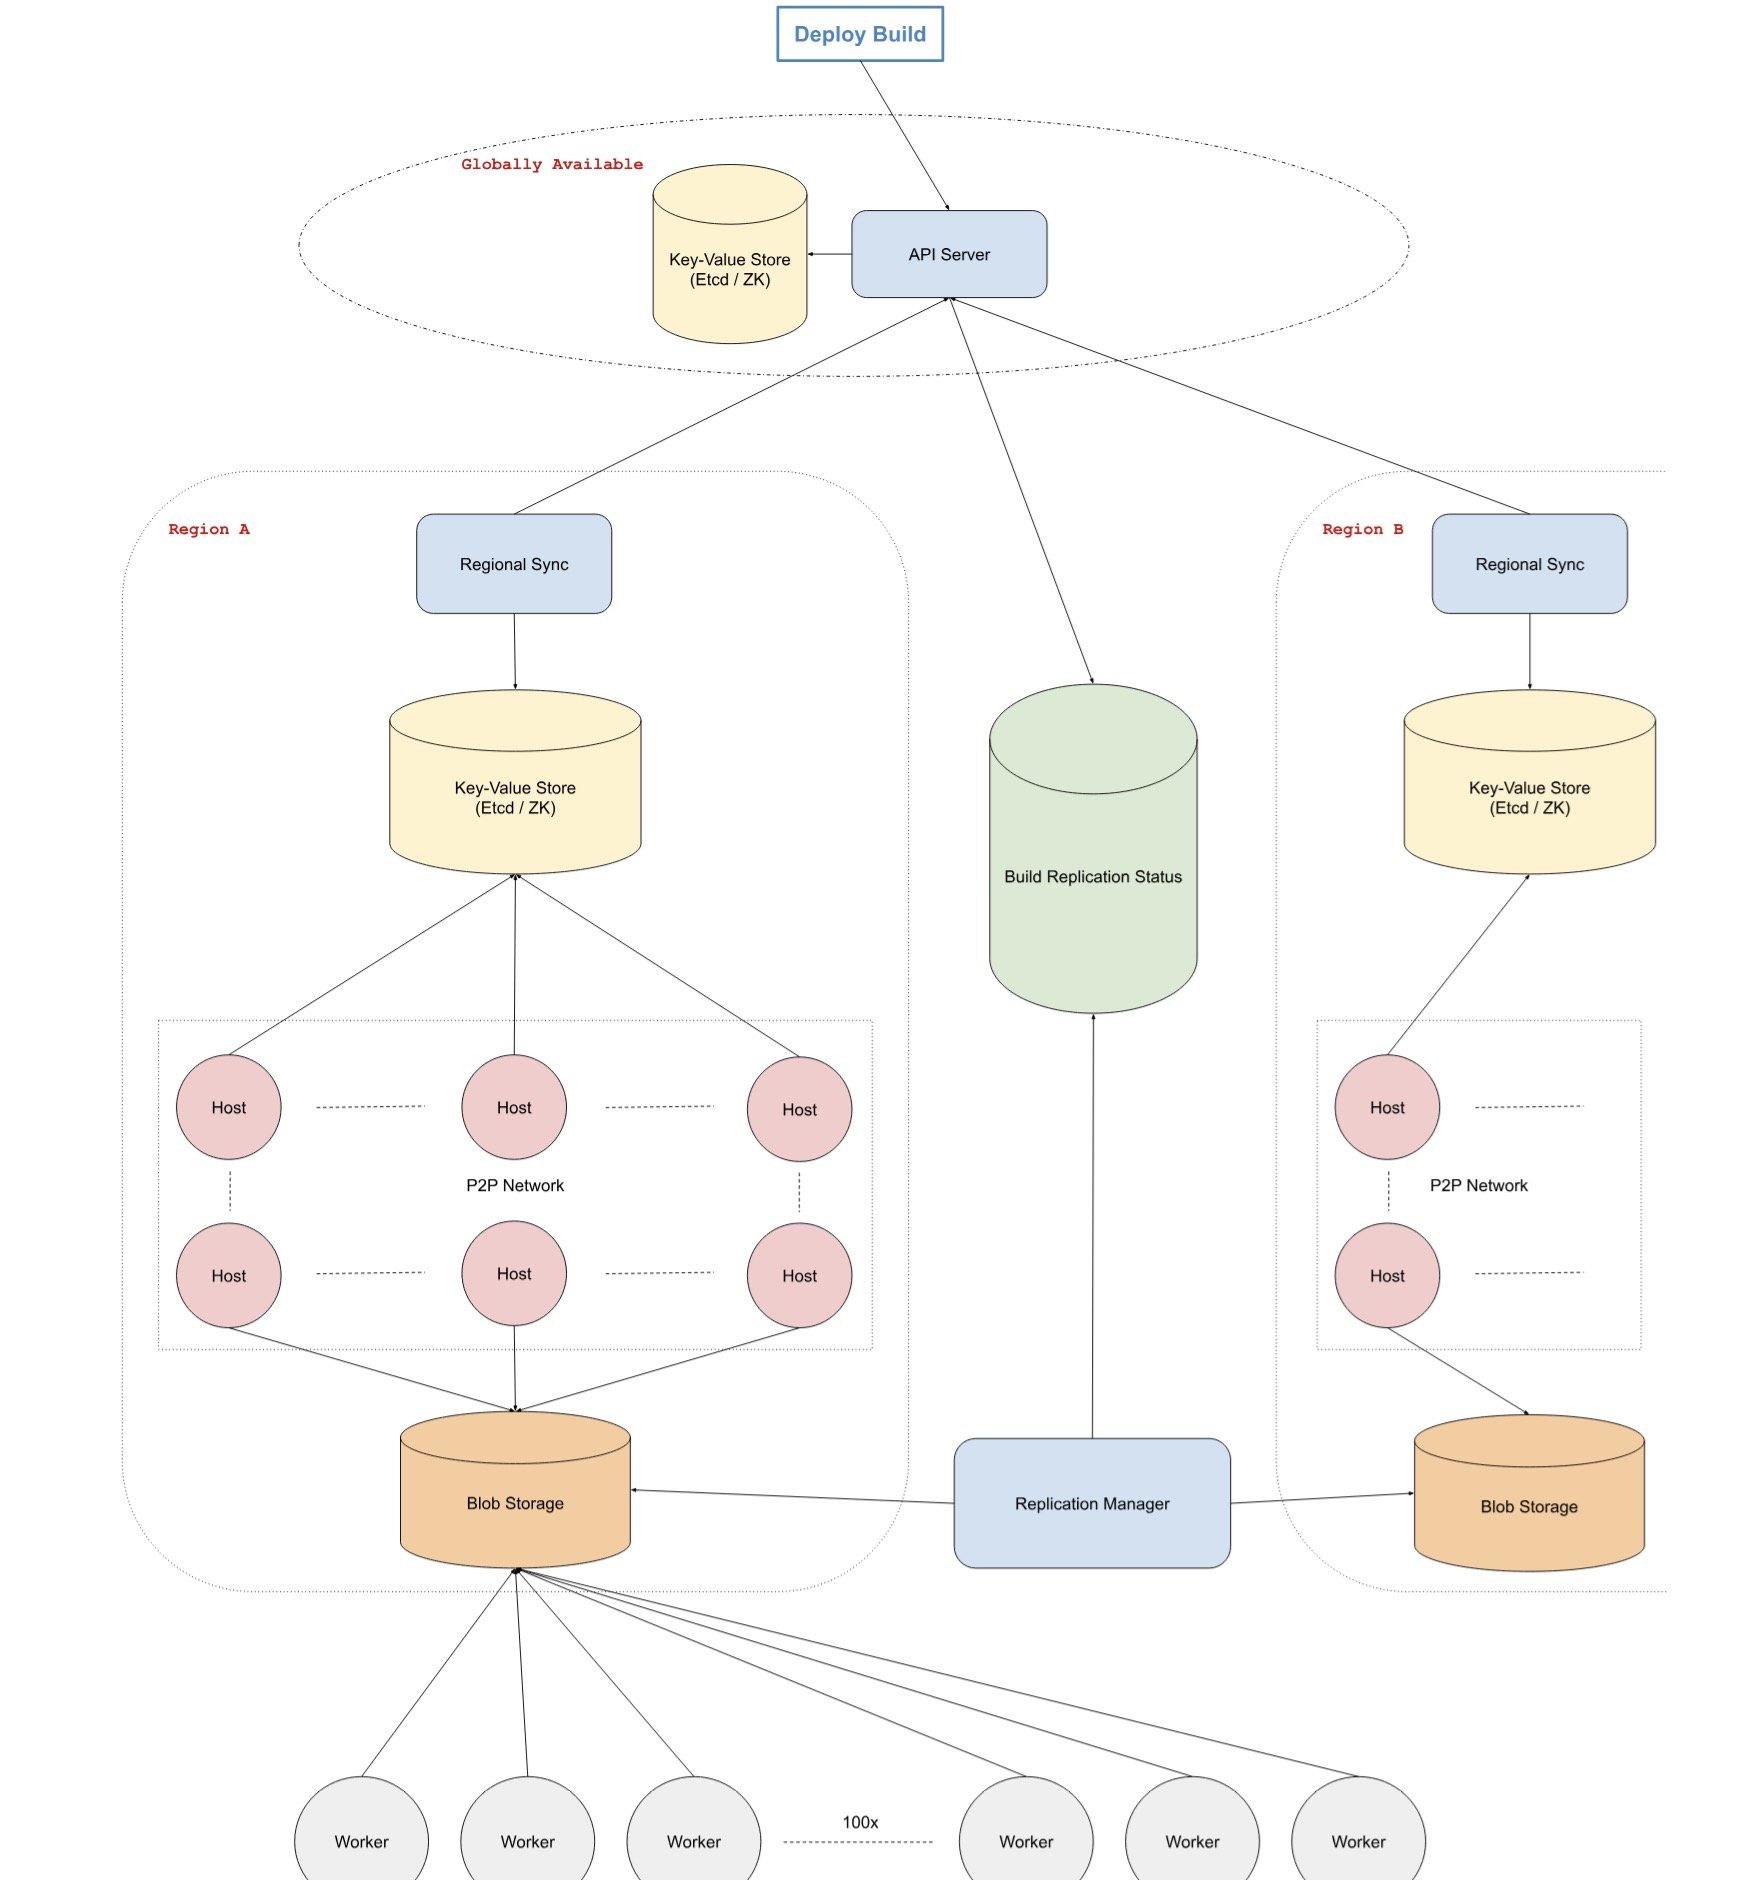 Deploy Build
Globally Available
Key-Value Store
(Etcd / ZK)
API Server
Region A
Regional Sync
Region B
Regional Sync
Key-Value Store
(Etcd / ZK)
Build Replication Status
Key-Value Store
(Etcd / ZK)
Host
Host
Host
Host
P2P Network
P2P Network
Host
Host
Host
Host
Blob Storage
Replication Manager
Blob Storage
100x
Worker
Worker
Worker
Worker
Worker
Worker